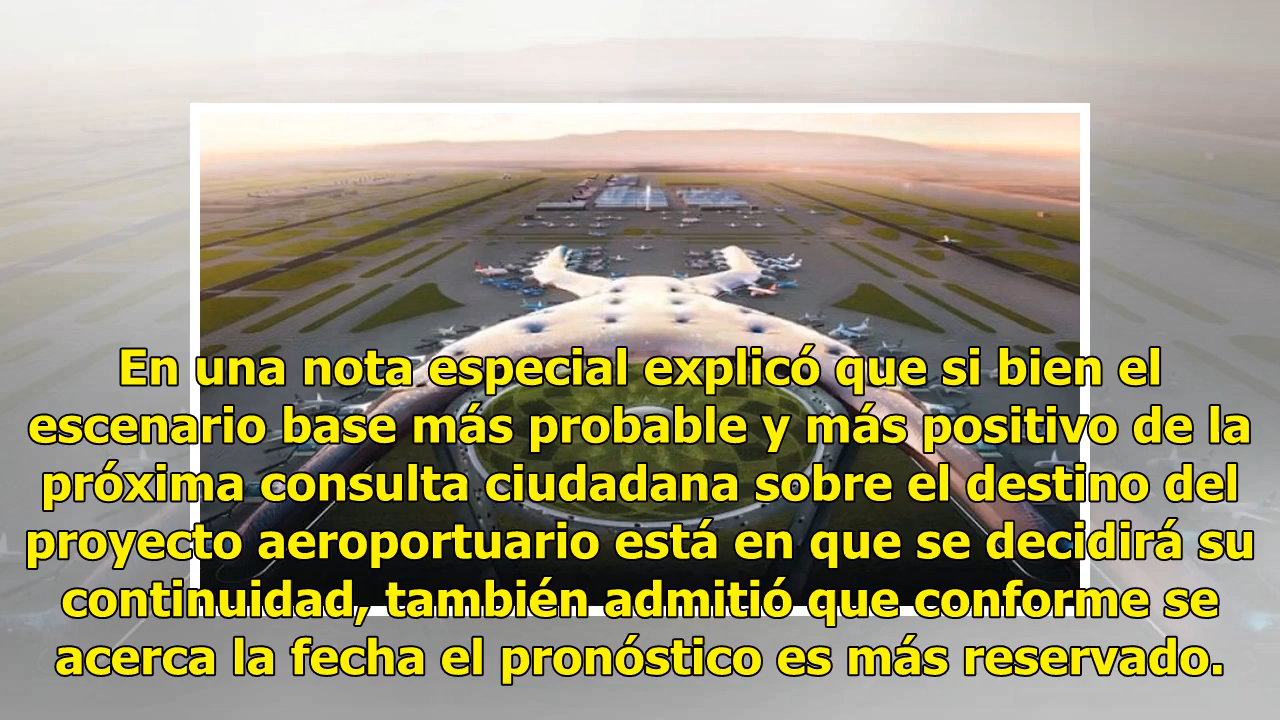 En una nota especial explicó que si bien el
escenario base más probable y más positivo de la
próxima consulta ciudadana sobre el destino del
proyecto aeroportuario está en que se decidirá su
continuidad, también admitió que conforme se
acerca la fecha el pronóstico es más reservado.